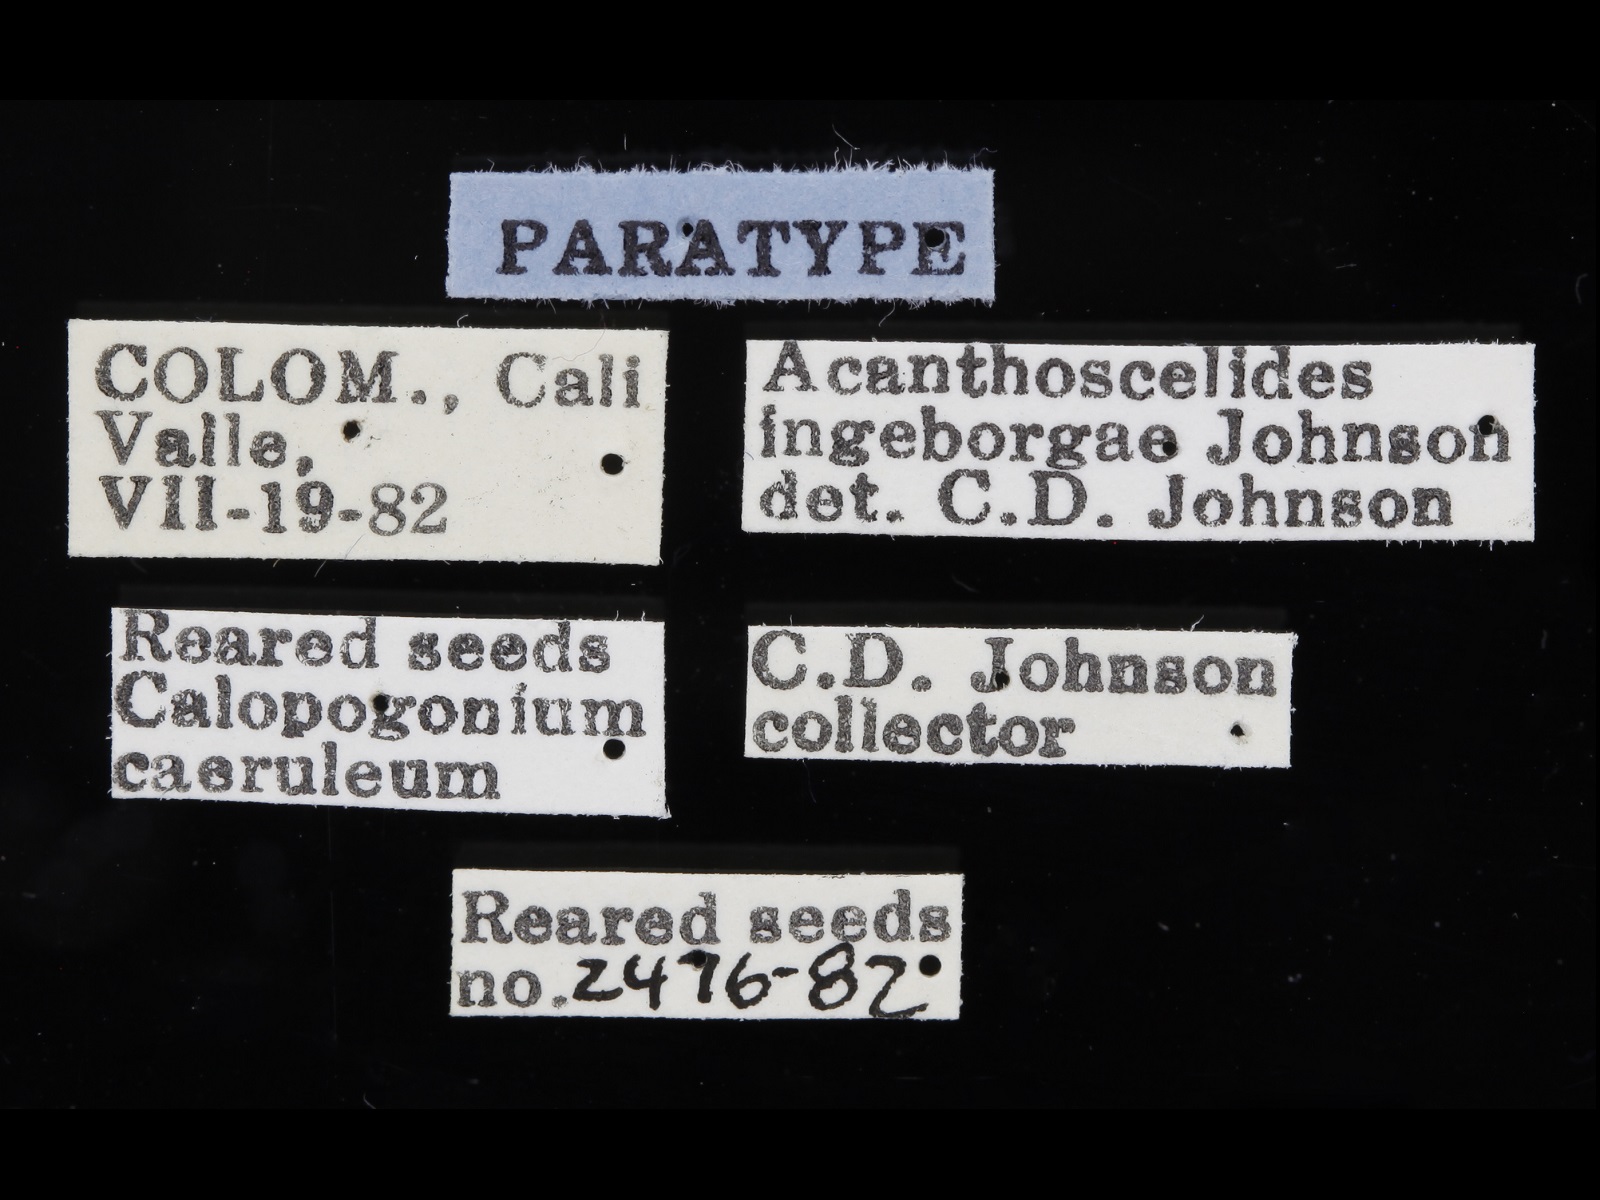 PARATYPE
COLOM., Cali
Valle,
VII-19-82
Acanthoscelides
ingeborgae Johnson
det. C.D. Johnson
Reared seeds
Calopogonium
caeruleum
C.D. Johnson
collector
Reared seeds
no. 2476-82